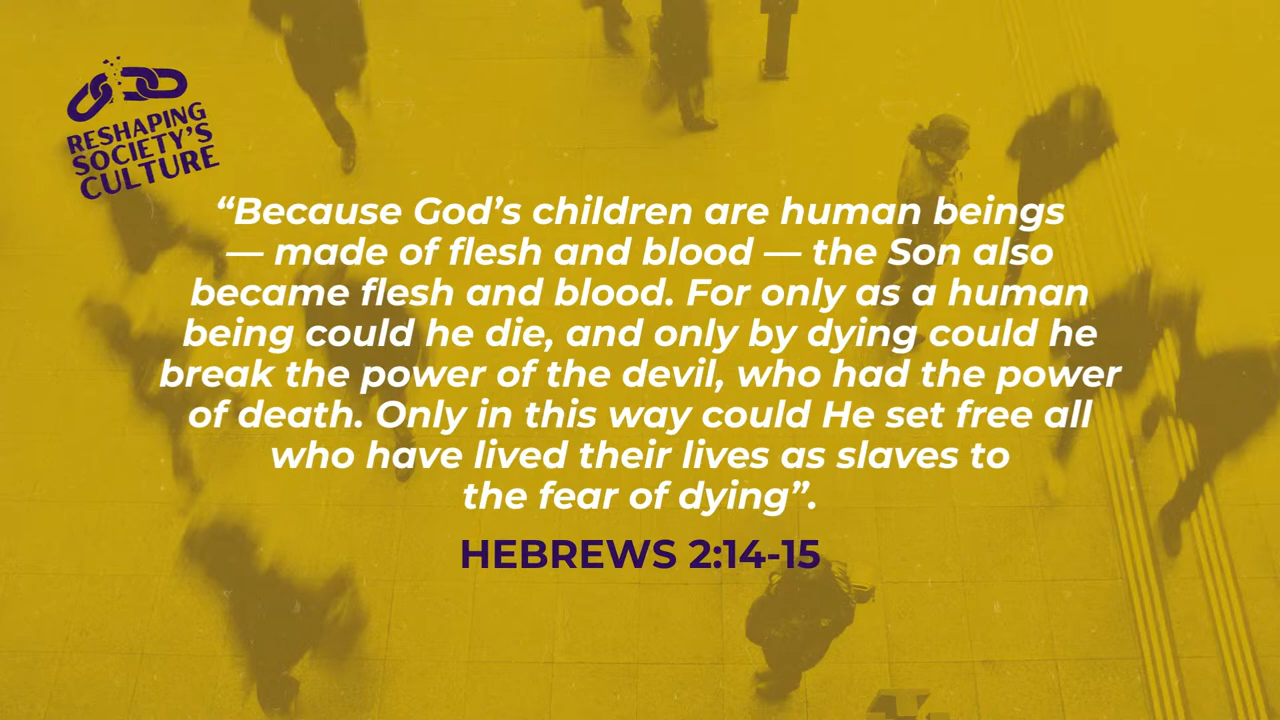 RESHAPING
SOCIETY'S
CULTURE
“Because God’s children are human beings
— made of flesh and blood — the Son also
became flesh and blood. For only as a human
being could he die, and only by dying could he
break the power of the devil, who had the power
of death. Only in this way could He set free all
who have lived their lives as slaves to
the fear of dying”.
HEBREWS 2:14-15